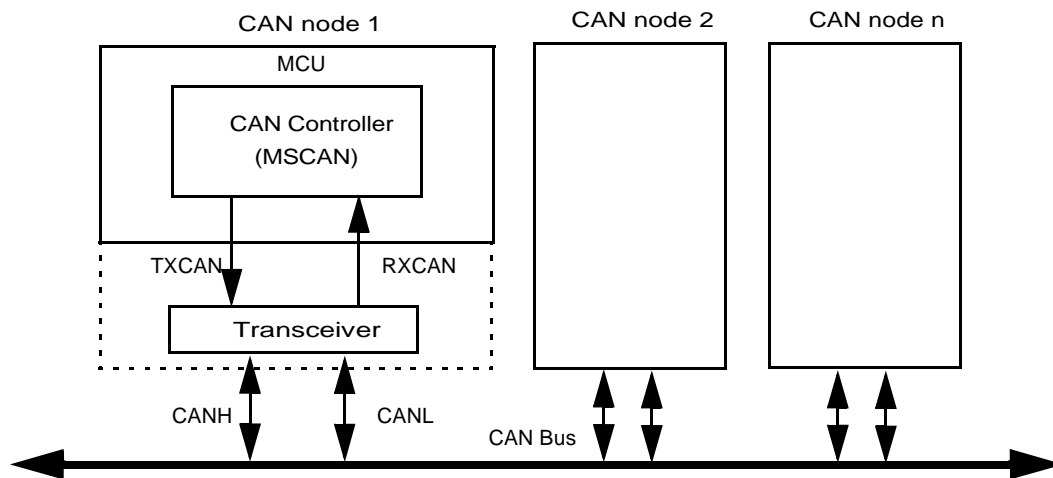 CAN node 1
CAN node 2
CAN node n
MCU
CAN Controller
(MSCAN)
TXCAN
RXCAN
Transceiver
CANH
CANL
CAN Bus